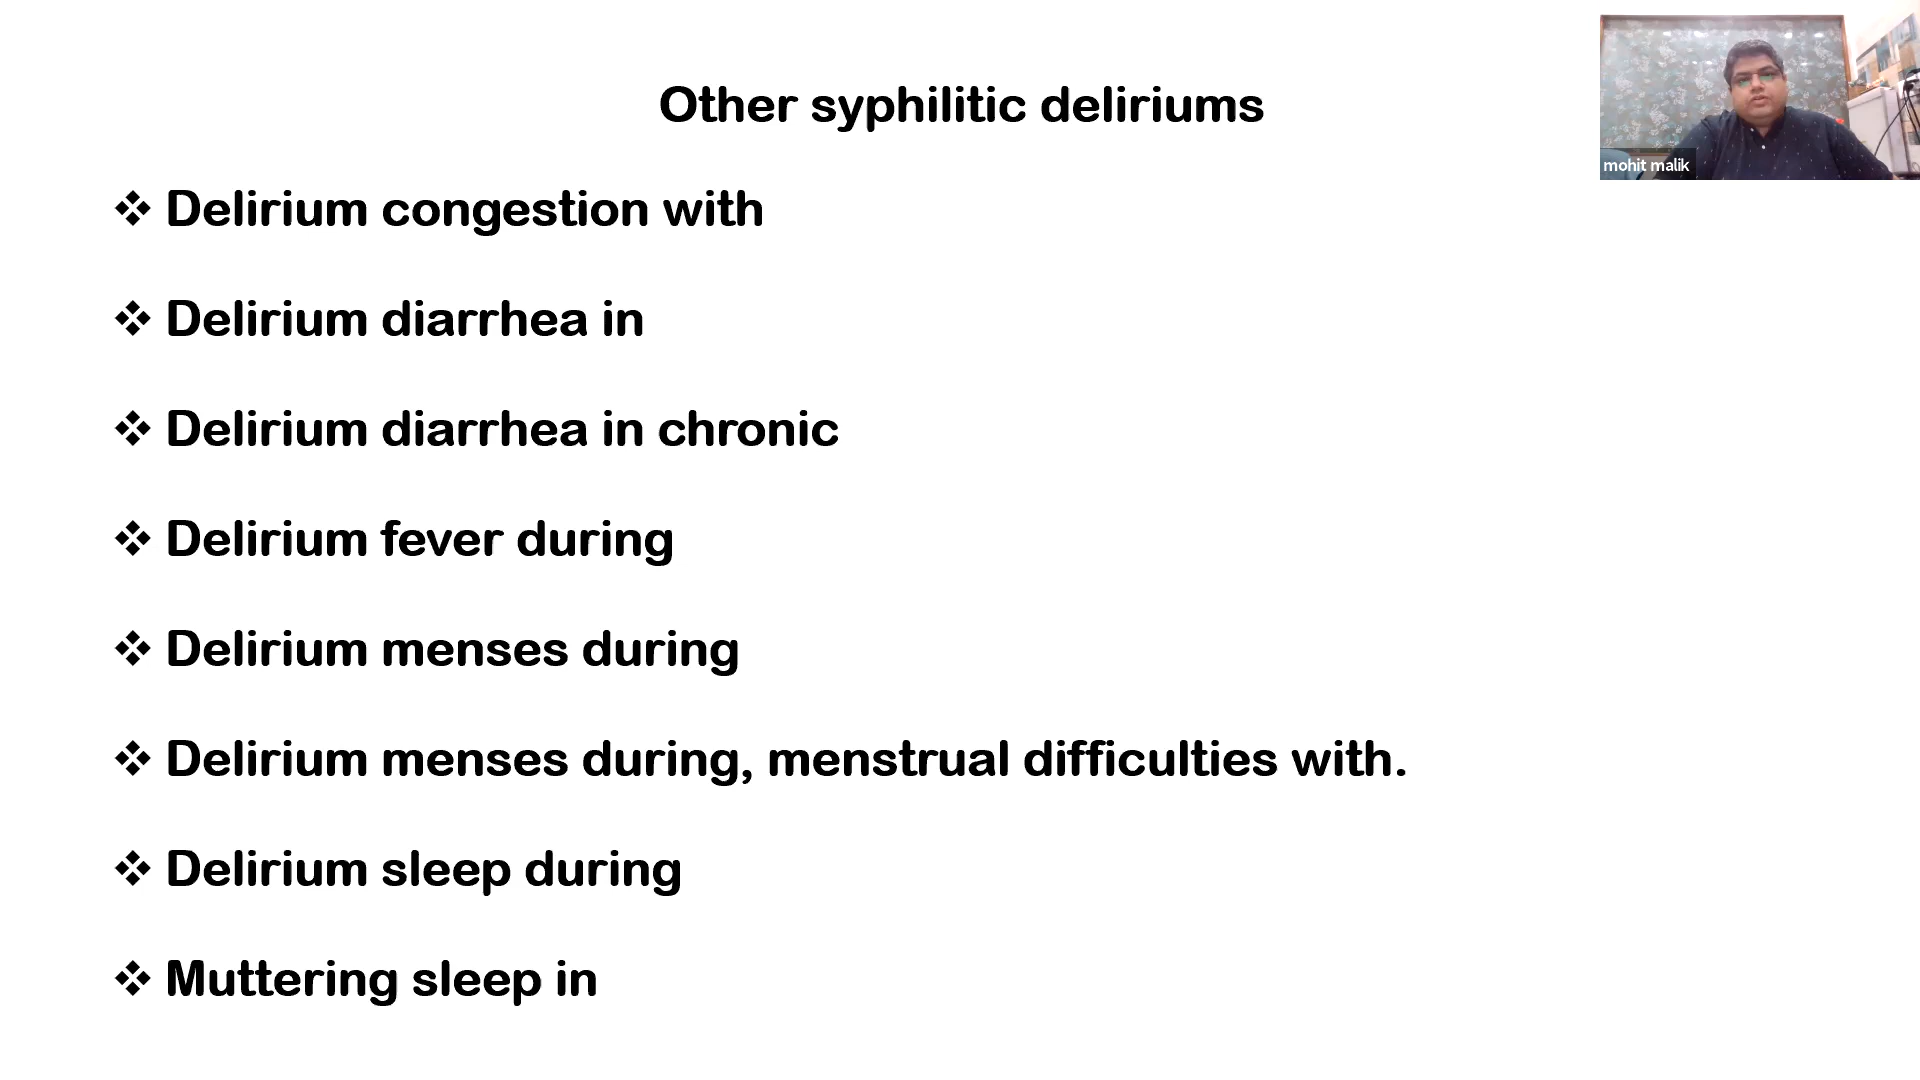 Other syphilitic deliriums
mohit malik
❖ Delirium congestion with
❖ Delirium diarrhea in
❖ Delirium diarrhea in chronic
❖ Delirium fever during
❖ Delirium menses during
❖ Delirium menses during, menstrual difficulties with.
❖ Delirium sleep during
❖ Muttering sleep in